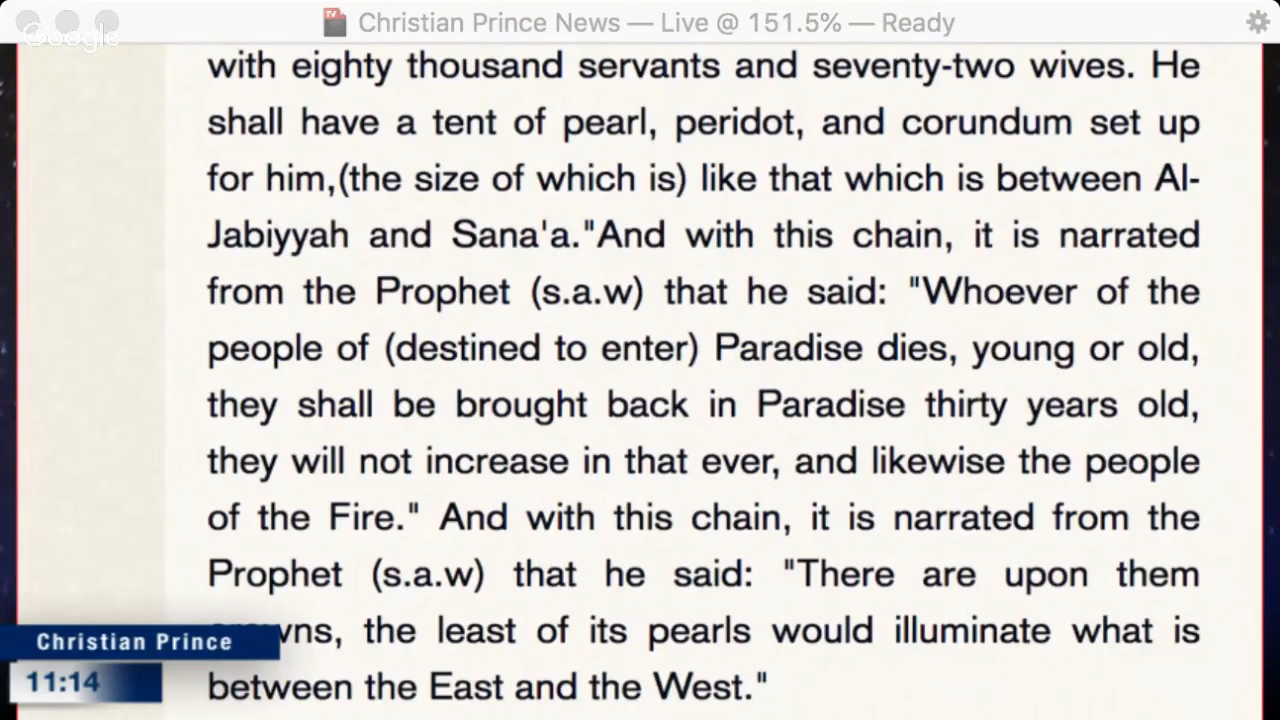 Christian Prince News — Live @ 151.5% — Ready
Google
with eighty thousand servants and seventy-two wives. He
shall have a tent of pearl, peridot, and corundum set up
for him,(the size of which is) like that which is between Al-
Jabiyyah and Sana'a."And with this chain, it is narrated
from the Prophet (s.a.w) that he said: "Whoever of the
people of (destined to enter) Paradise dies, young or old,
they shall be brought back in Paradise thirty years old,
they will not increase in that ever, and likewise the people
of the Fire." And with this chain, it is narrated from the
Prophet (s.a.w) that he said: "There are upon them
the least of its pearls would illuminate what is
between the East and the West."
Christian Prince
11:14